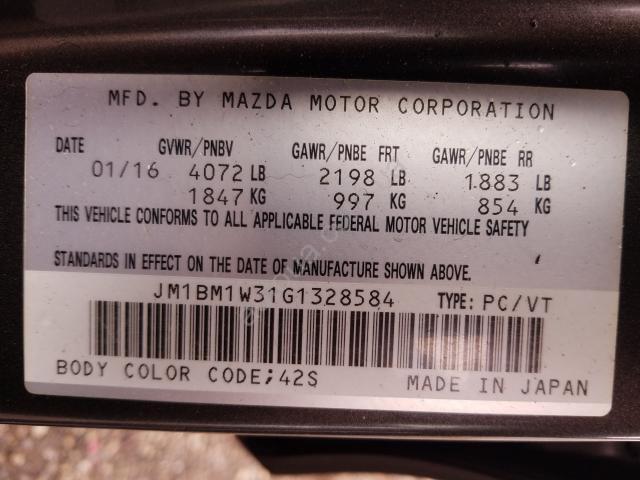 MFD. BY MAZDA MOTOR CORPORATION
DATE GVWR/PNBV GAWR/PNBE FRT GAWR/PNBE RR
01/16 4072 LB 2198 LB 1883 LB
1847 KG 997 KG 854 KG
THIS VEHICLE CONFORMS TO ALL APPLICABLE FEDERAL MOTOR VEHICLE SAFETY
STANDARDS IN EFFECT ON THE DATE OF MANUFACTURE SHOWN ABOVE.
JM1BM1W31G1328584 TYPE: PC/VT
BODY COLOR CODE;42S MADE IN JAPAN